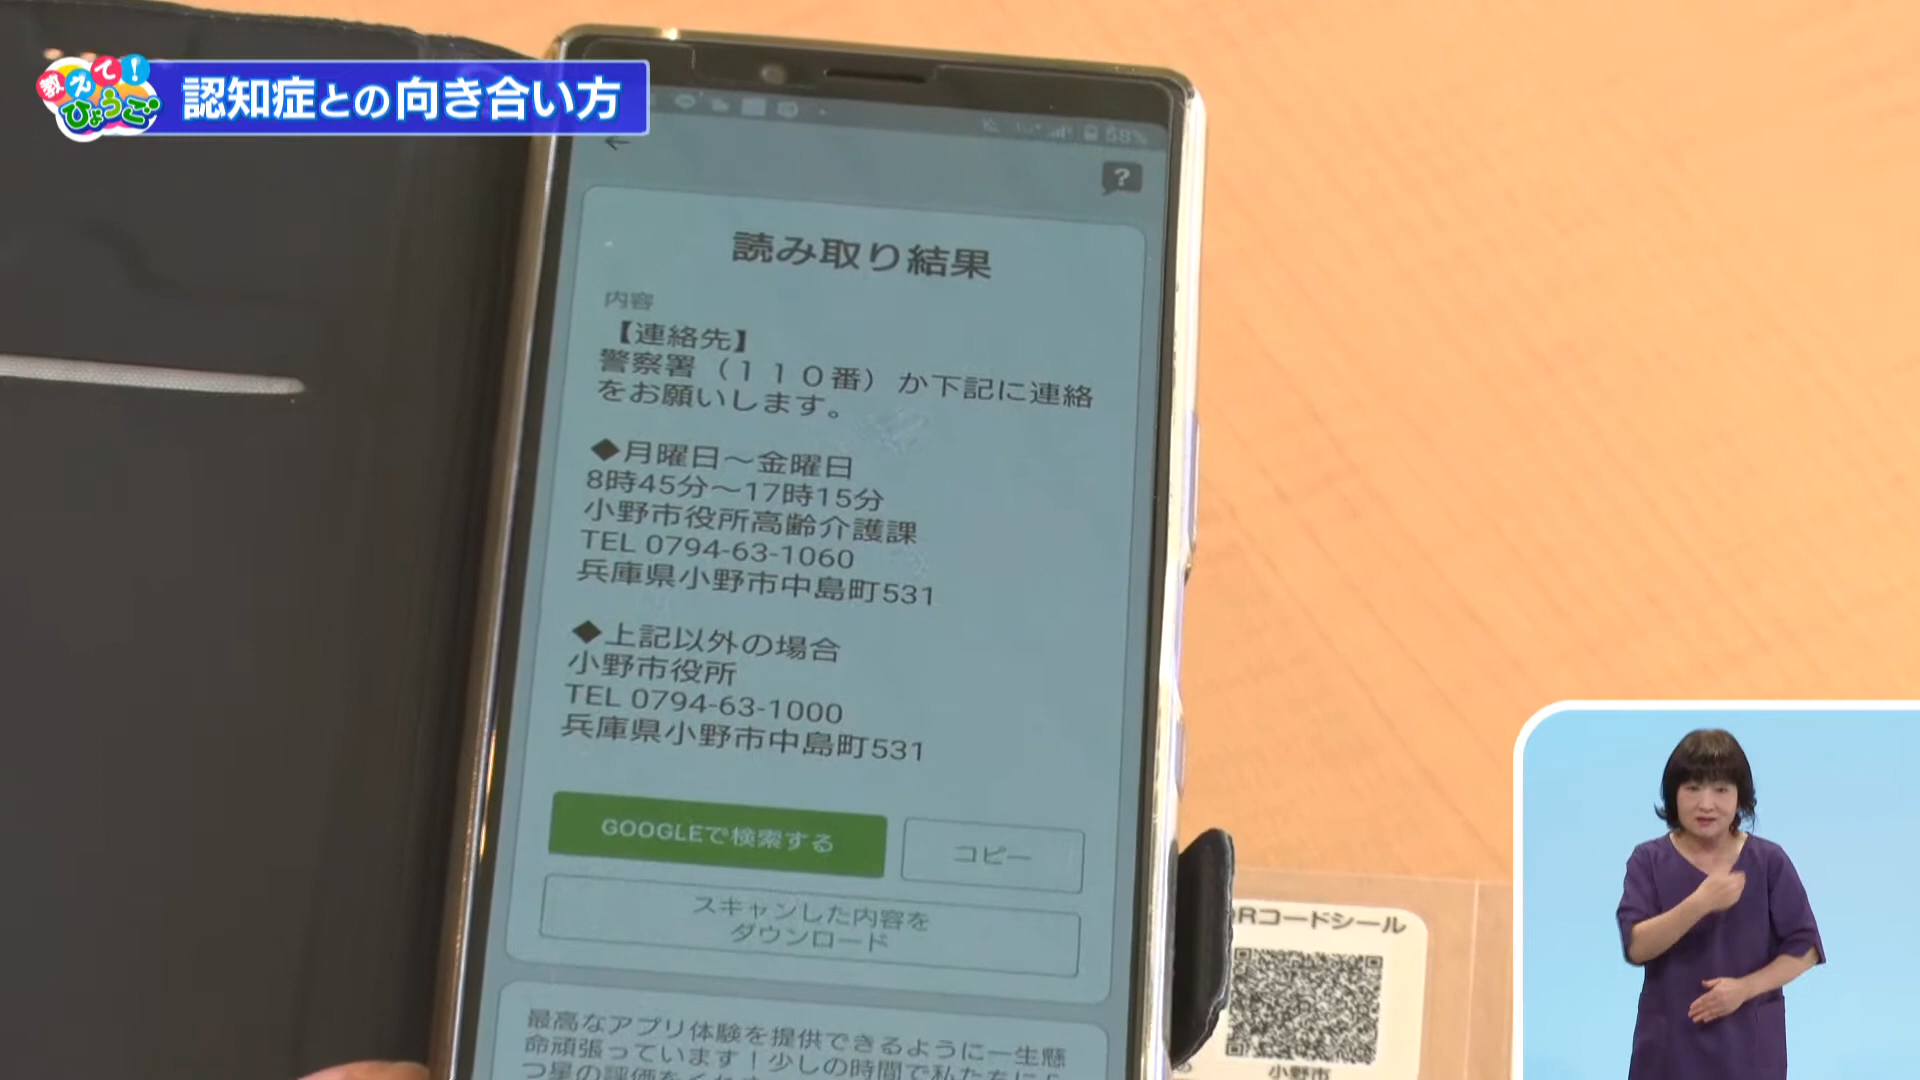 教えて!
ひょうご
認知症との向き合い方
58%
?
読み取り結果
内容
【連絡先】
警察署（１１０番）か下記に連絡
をお願いします。
◆月曜日～金曜日
8時45分～17時15分
小野市役所高齢介護課
TEL 0794-63-1060
兵庫県小野市中島町531
◆上記以外の場合
小野市役所
TEL 0794-63-1000
兵庫県小野市中島町531
GOOGLEで検索する
コピー
スキャンした内容を
ダウンロード
最高なアプリ体験を提供できるように一生懸
命頑張っています！少しの時間で私たちに5
つ星の評価を
QRコードシール
小野市